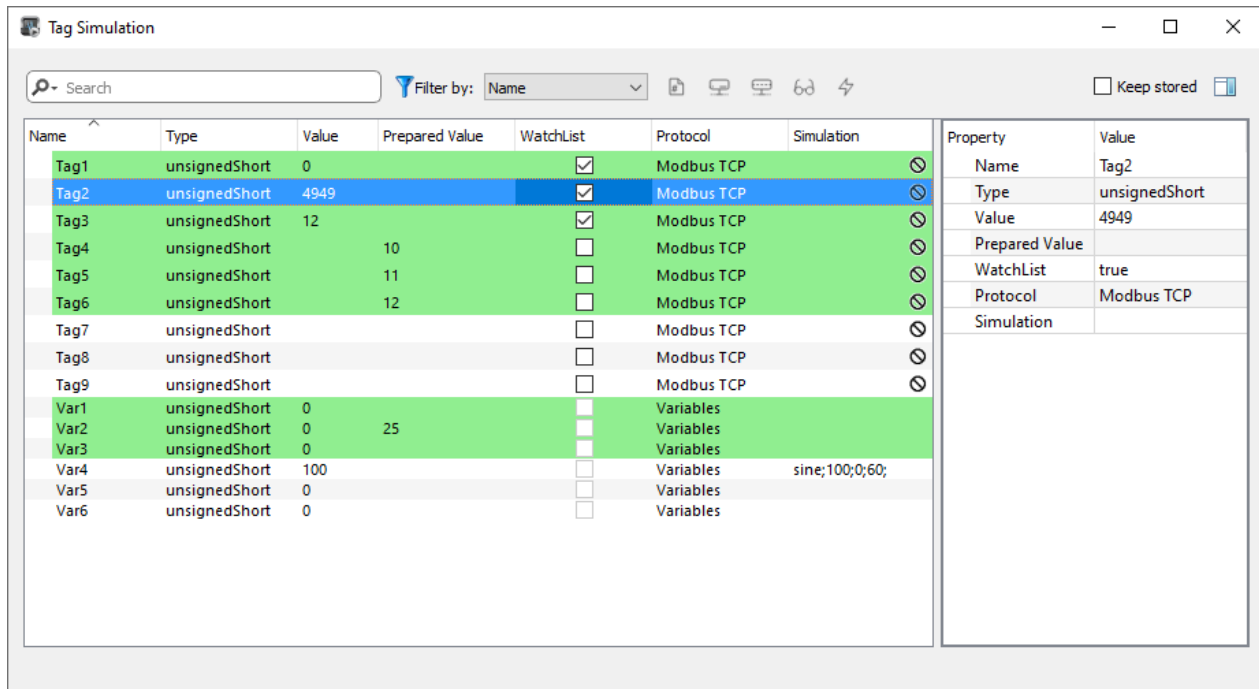 Tag Simulation
Search Filter by: Name Keep stored
Name Type Value Prepared Value WatchList Protocol Simulation Property Value
Tag1 unsignedShort 0 Modbus TCP Name Tag2
Tag2 unsignedShort 4949 Modbus TCP Type unsignedShort
Tag3 unsignedShort 12 Modbus TCP Value 4949
Tag4 unsignedShort 10 Modbus TCP Prepared Value
Tag5 unsignedShort 11 Modbus TCP WatchList true
Tag6 unsignedShort 12 Modbus TCP Protocol Modbus TCP
Tag7 unsignedShort Modbus TCP Simulation
Tag8 unsignedShort Modbus TCP
Tag9 unsignedShort Modbus TCP
Var1 unsignedShort 0 Variables
Var2 unsignedShort 0 25 Variables
Var3 unsignedShort 0 Variables
Var4 unsignedShort 100 Variables sine;100;0;60;
Var5 unsignedShort 0 Variables
Var6 unsignedShort 0 Variables